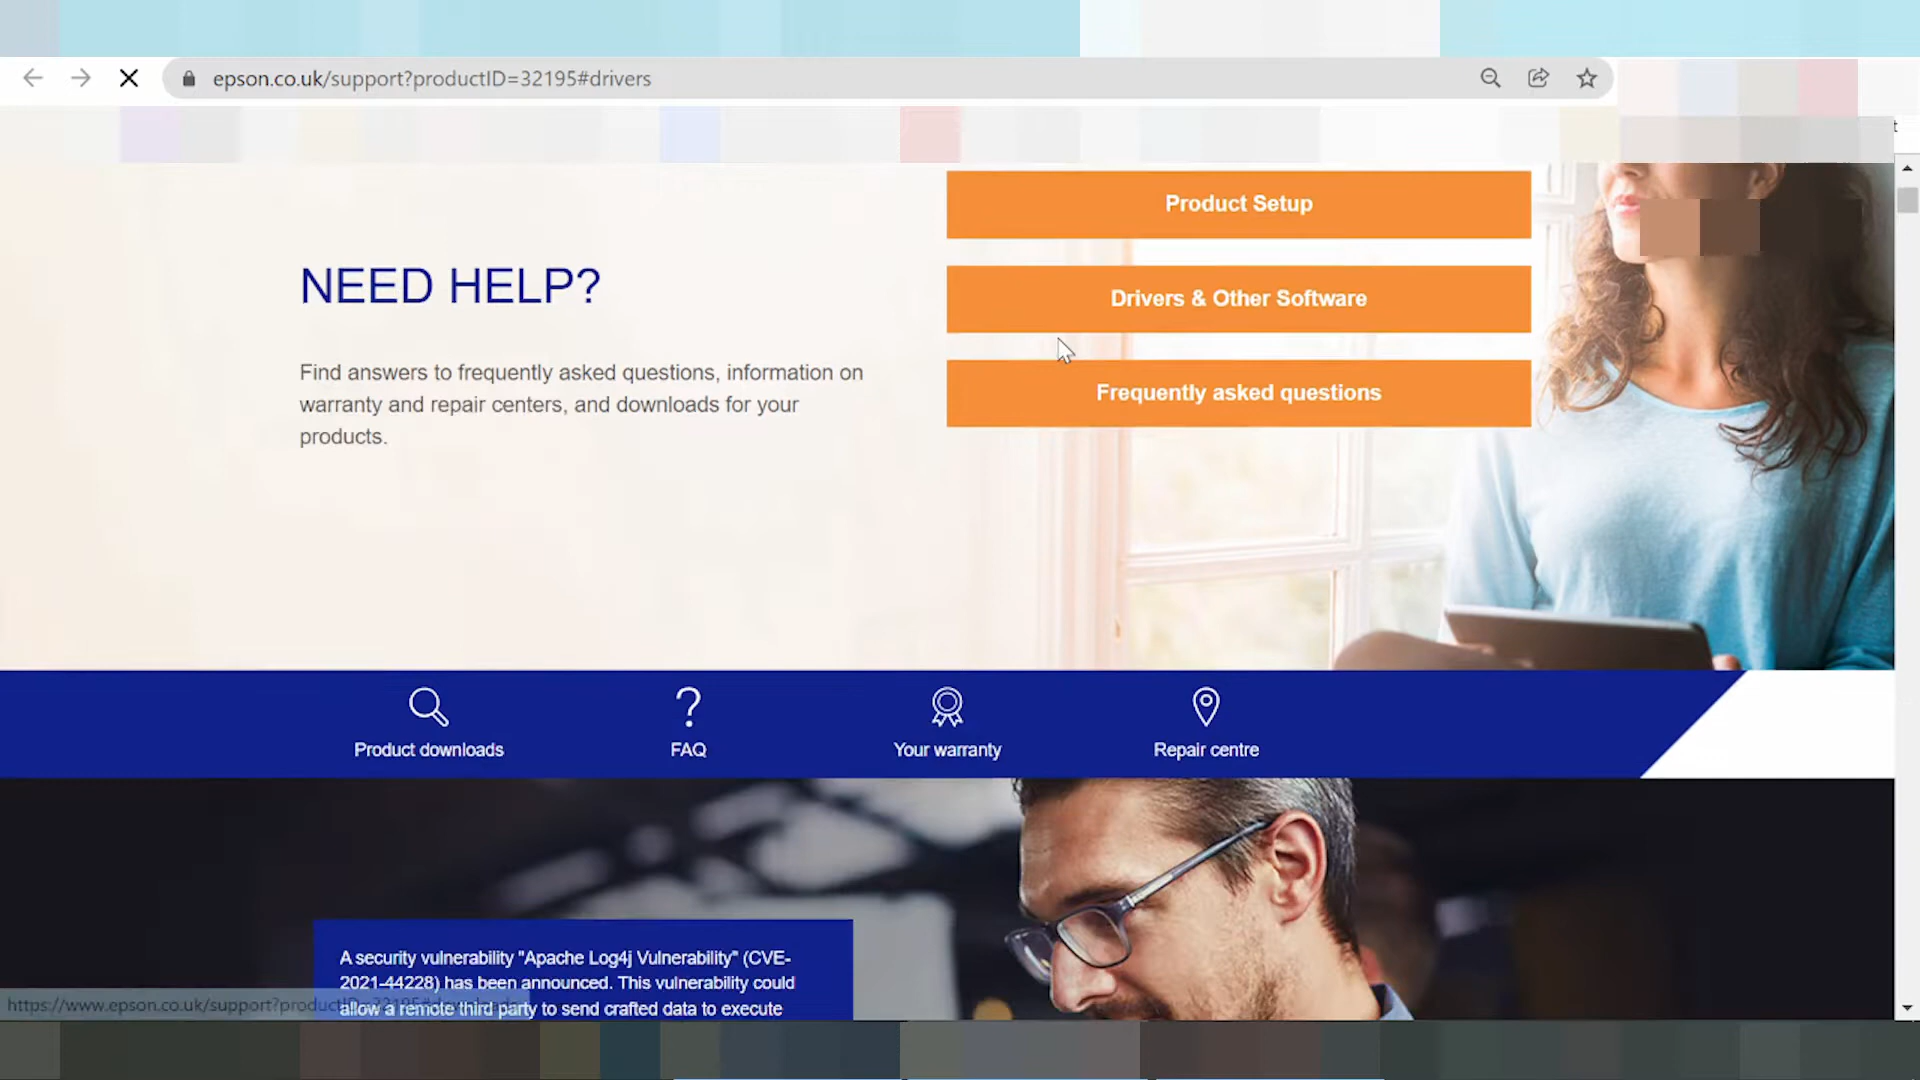 epson.co.uk/support?productID=32195#drivers
t
Product Setup
NEED HELP?
Drivers & Other Software
Find answers to frequently asked questions, information on
warranty and repair centers, and downloads for your
products.
Frequently asked questions
Product downloads
FAQ
Your warranty
Repair centre
A security vulnerability "Apache Log4j Vulnerability" (CVE-
2021-44228) has been announced. This vulnerability could
allow a remote third party to send crafted data to execute
https://www.epson.co.uk/support?productID=32195#